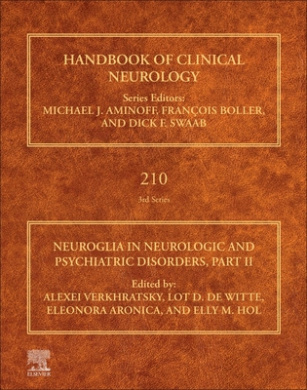 HANDBOOK OF CLINICAL
NEUROLOGY
Series Editors:
MICHAEL J. AMINOFF, FRANÇOIS BOLLER,
AND DICK F. SWAAB
210
3rd Series
NEUROGLIA IN NEUROLOGIC AND
PSYCHIATRIC DISORDERS, PART II
Edited by:
ALEXEI VERKHRATSKY, LOT D. DE WITTE,
ELEONORA ARONICA, AND ELLY M. HOL
ELSEVIER